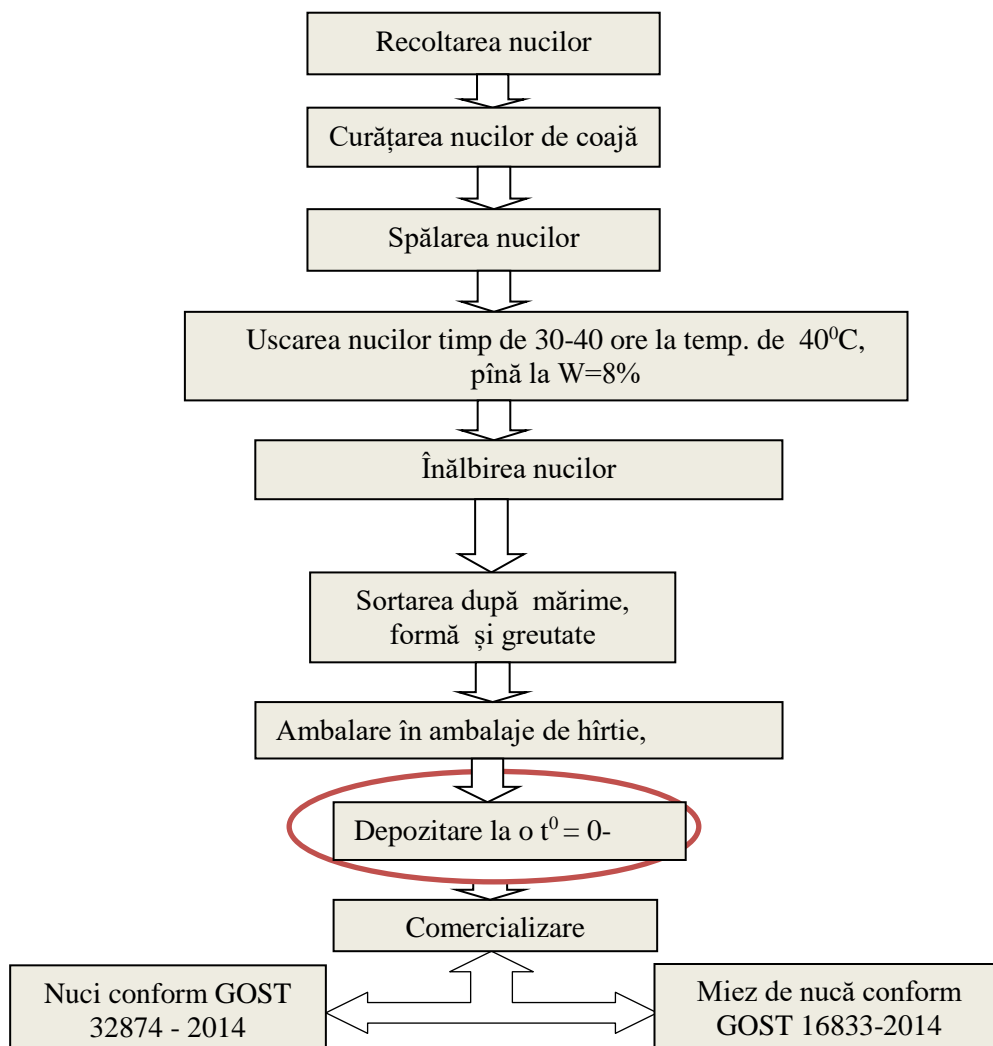 Recoltarea nucilor
Curățarea nucilor de coajă
Spălarea nucilor
Uscarea nucilor timp de 30-40 ore la temp. de 40⁰C,
pînă la W=8%
Înălbirea nucilor
Sortarea după mărime,
formă și greutate
Ambalare în ambalaje de hîrtie,
Depozitare la o t⁰ = 0-
Comercializare
Nuci conform GOST
32874 - 2014
Miez de nucă conform
GOST 16833-2014